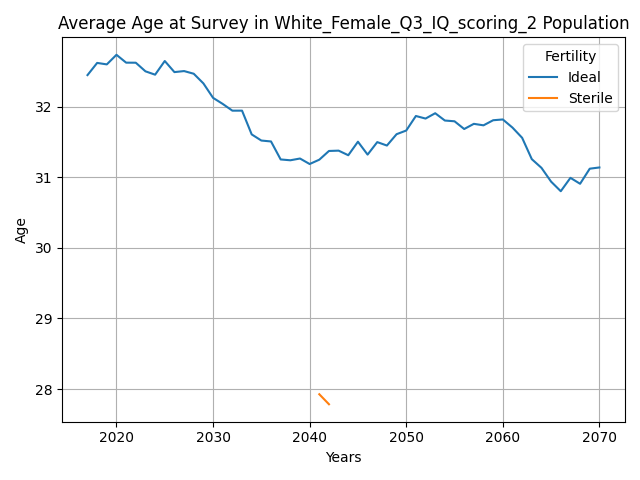 Average Age at Survey in White_Female_Q3_IQ_scoring_2 Population
Fertility
Ideal
Sterile
Age
32
31
30
29
28
2020 2030 2040 2050 2060 2070
Years